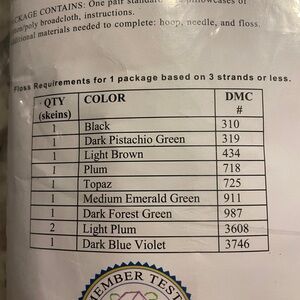 PACKAGE CONTAINS: One pair standard pillowcases of
poly broadcloth, instructions.
materials needed to complete: hoop, needle, and floss.
Floss Requirements for 1 package based on 3 strands or less.
QTY (skeins) COLOR DMC #
1 Black 310
1 Dark Pistachio Green 319
1 Light Brown 434
1 Plum 718
1 Topaz 725
1 Medium Emerald Green 911
1 Dark Forest Green 987
2 Light Plum 3608
1 Dark Blue Violet 3746
MEMBER TEST